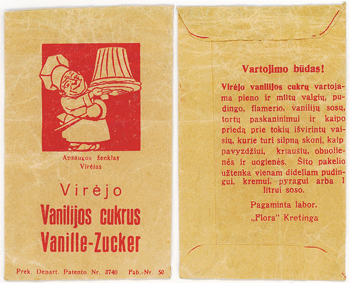 Apsaugos ženklas
Virėjas
Virėjo
Vanilijos cukrus
Vanille-Zucker
Prek. Depart. Patento Nr. 3740 Fab.-Nr. 50
Vartojimo būdas!
Virėjo vanilijos cukrų vartoja-
ma pieno ir miltų valgių, pu-
dingo, flamerio, vanilijų sosų,
tortų paskaninimui ir kaipo
priedą prie tokių išvirintų vai-
sių, kurie turi silpną skonį, kaip
pavyzdžiui, kriaušių, obuolie-
nės ir uogienės. Šito pakelio
užtenka vienam dideliam pudin-
gui, kremui, pyragui arba 1
litrui soso.
Pagaminta labor.
„Flora" Kretinga